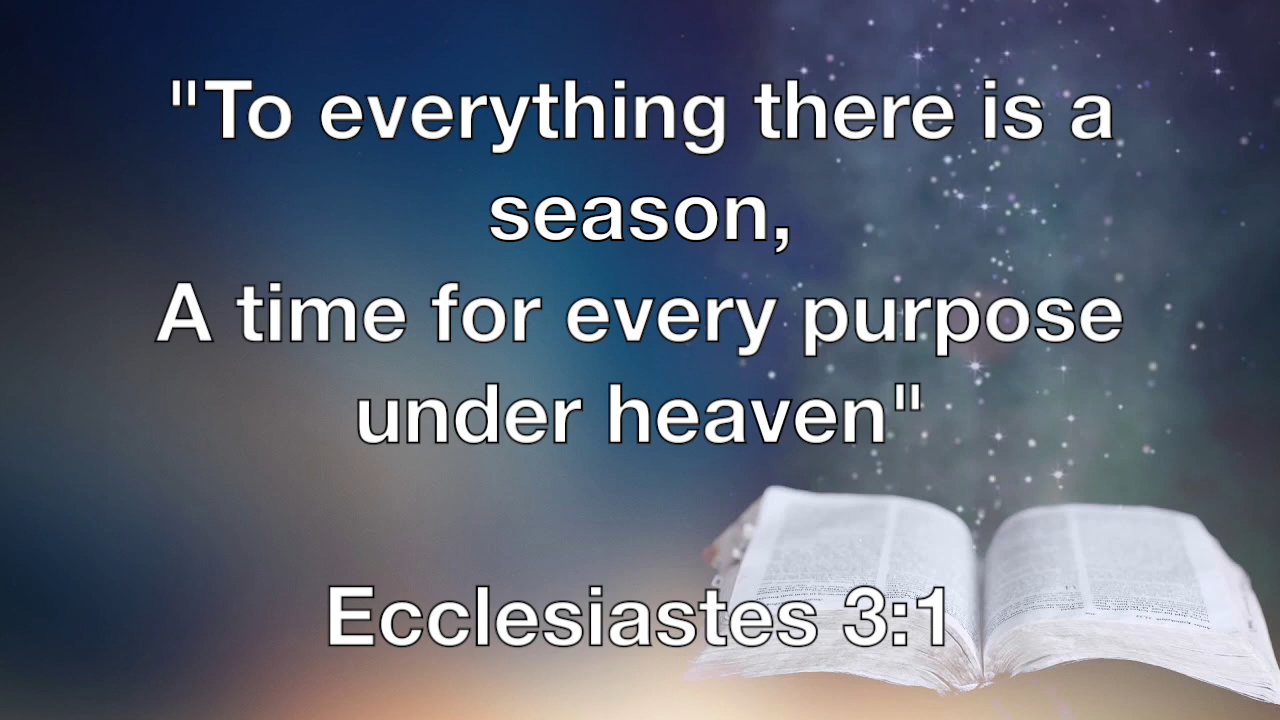 "To everything there is a
season,
A time for every purpose
under heaven"
Ecclesiastes 3:1